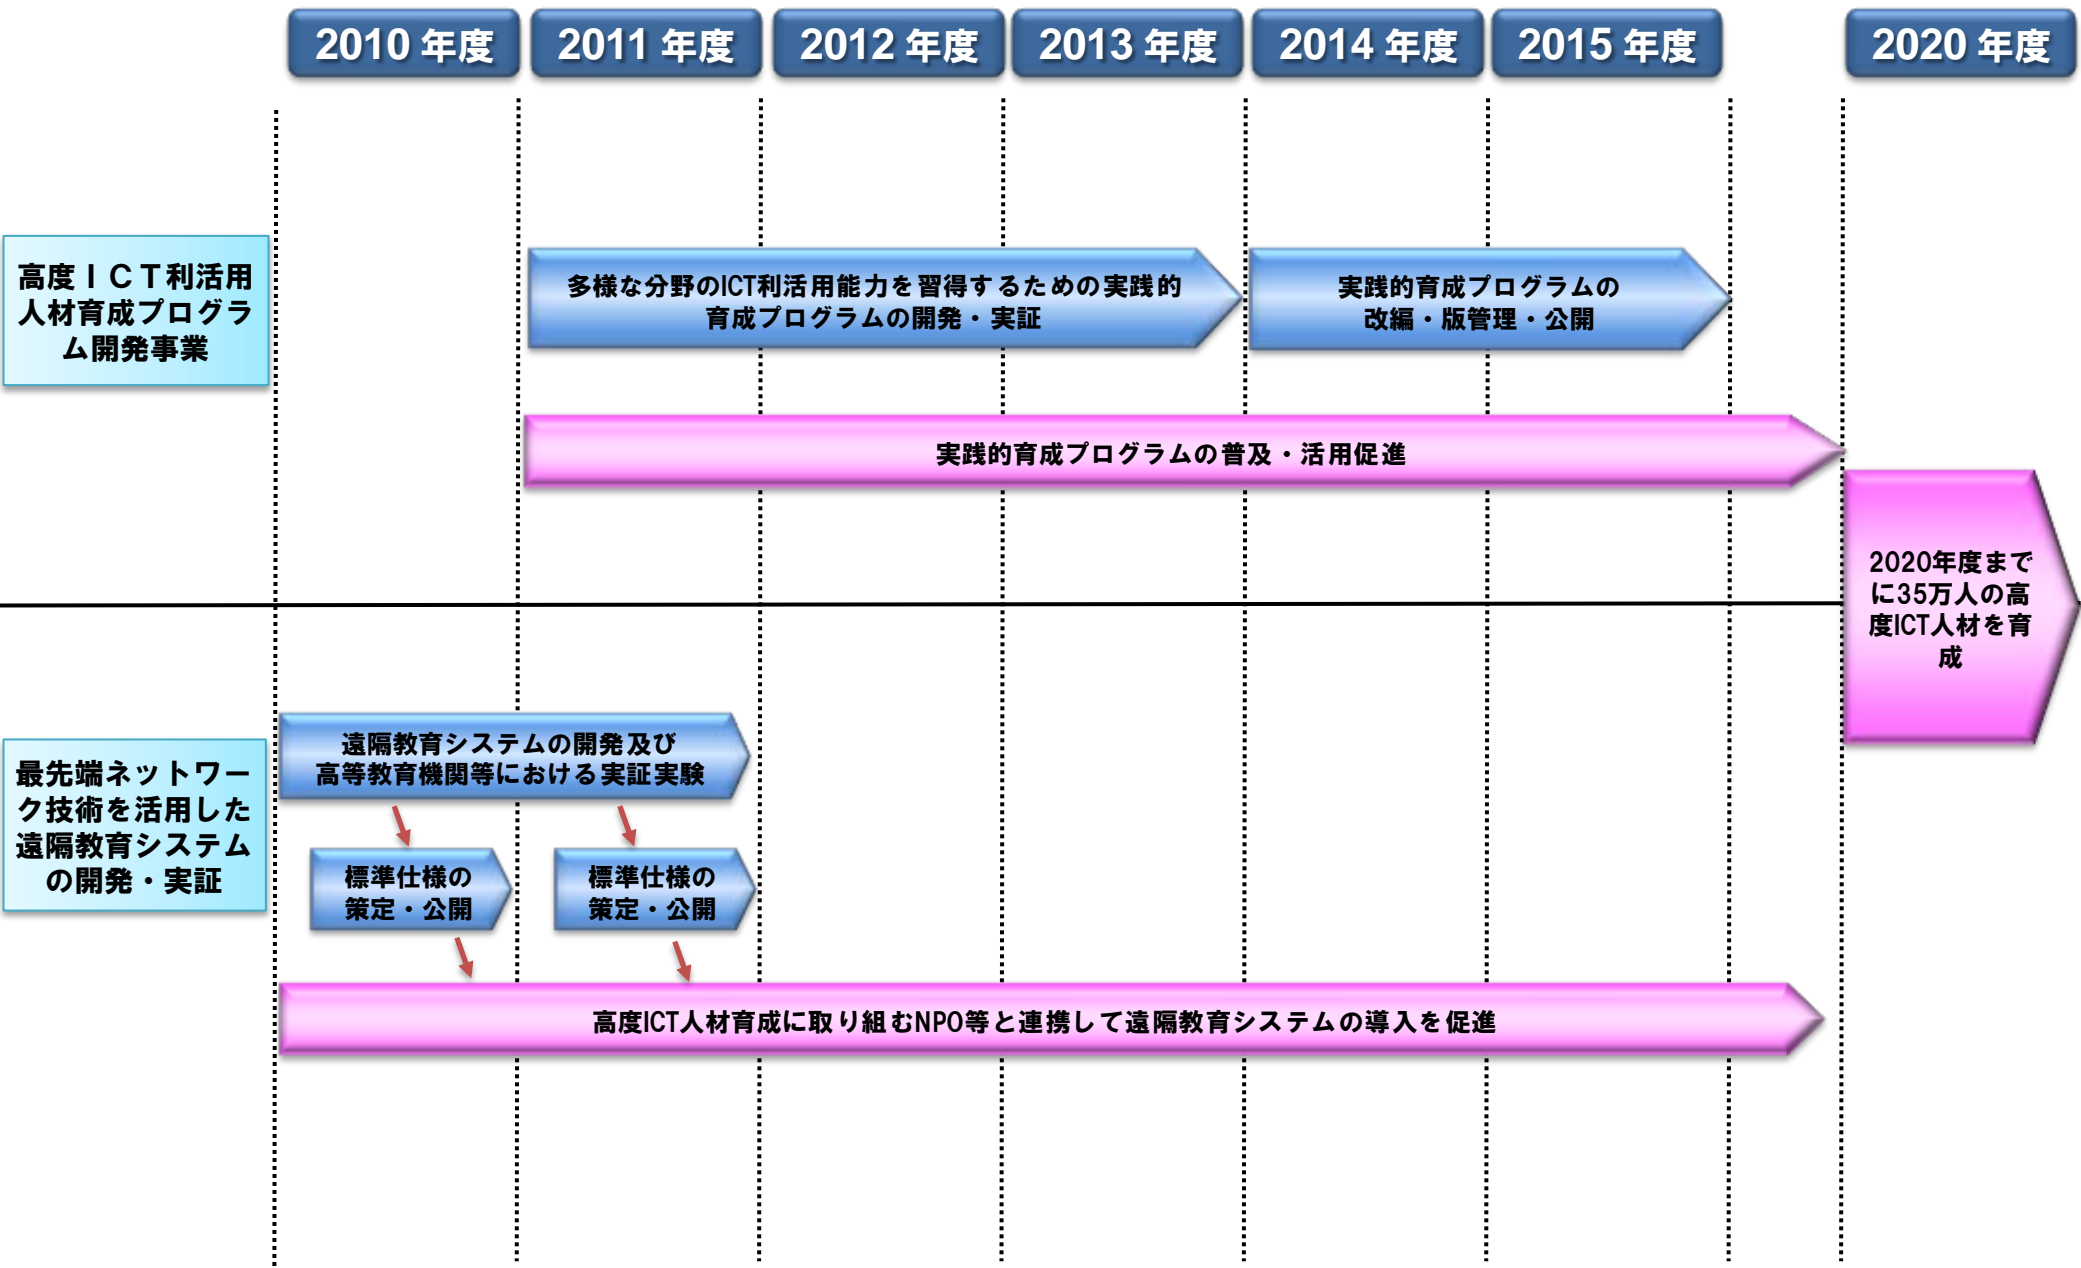 2010 年度
2011 年度
2012 年度
2013 年度
2014 年度
2015 年度
2020 年度
高度ＩＣＴ利活用
人材育成プログラ
ム開発事業
多様な分野のICT利活用能力を習得するための実践的
育成プログラムの開発・実証
実践的育成プログラムの
改編・版管理・公開
実践的育成プログラムの普及・活用促進
2020年度まで
に35万人の高
度ICT人材を育
成
最先端ネットワー
ク技術を活用した
遠隔教育システム
の開発・実証
遠隔教育システムの開発及び
高等教育機関等における実証実験
標準仕様の
策定・公開
標準仕様の
策定・公開
高度ICT人材育成に取り組むNPO等と連携して遠隔教育システムの導入を促進